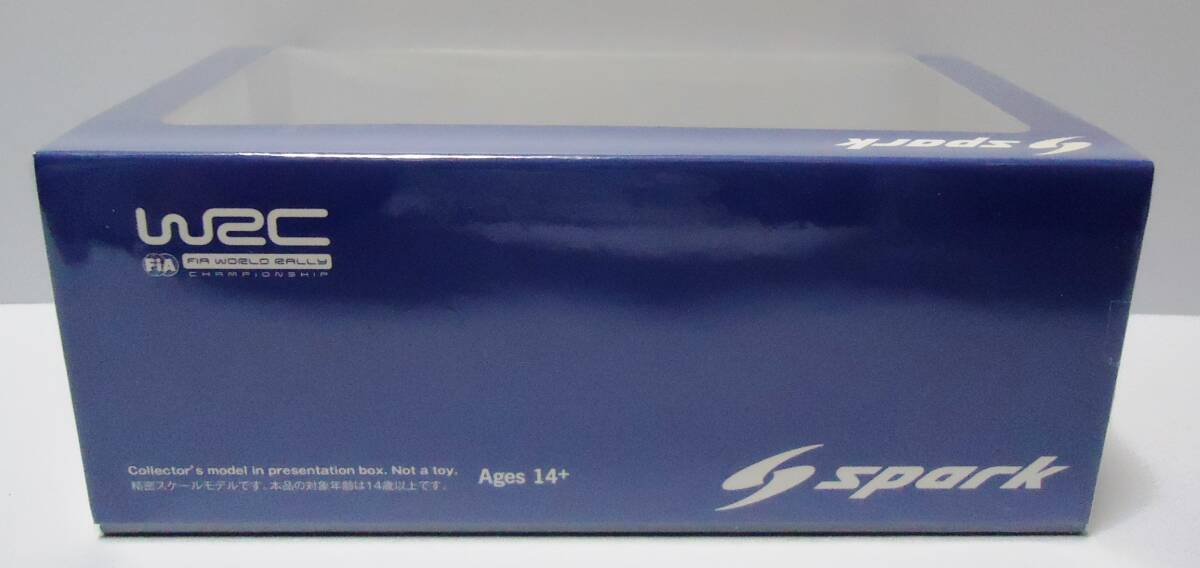 spark
WRC
FIA FIA WORLD RALLY
CHAMPIONSHIP
Collector's model in presentation box. Not a toy.
精密スケールモデルです。本品の対象年齢は14歳以上です。
Ages 14+
spark